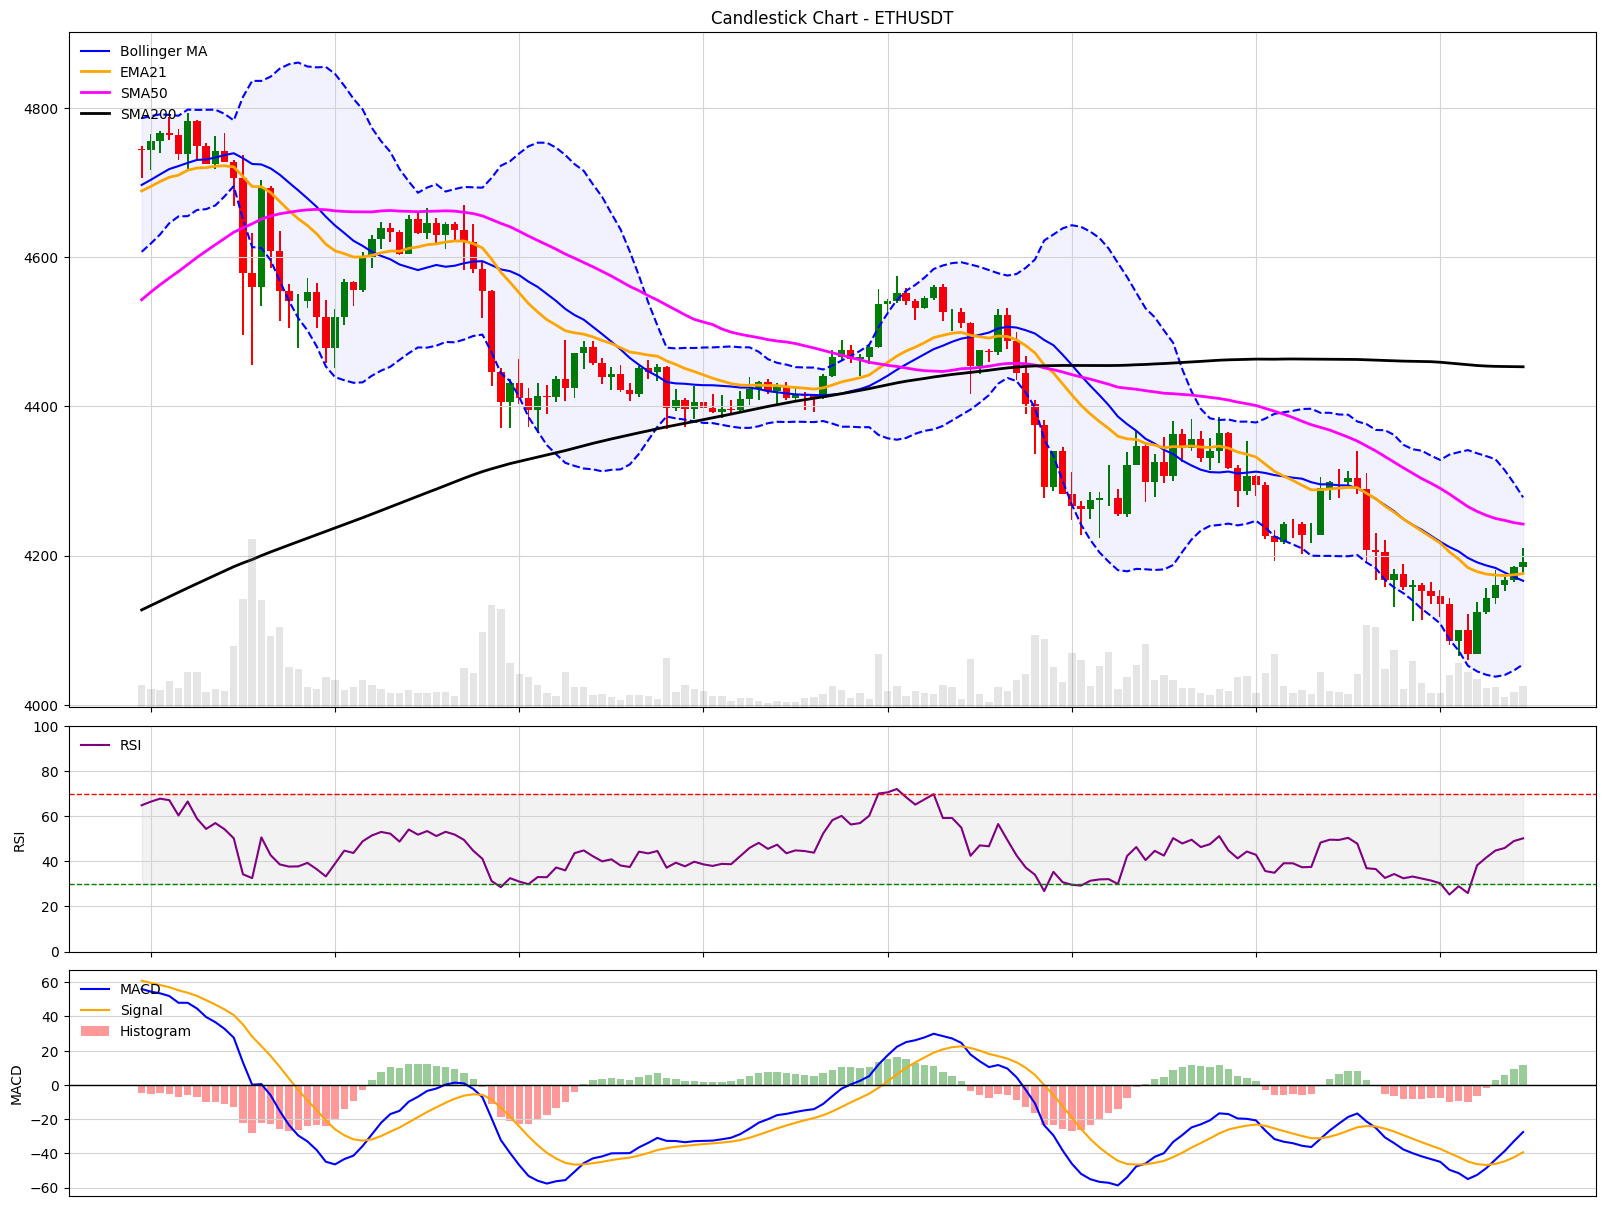 Candlestick Chart - ETHUSDT
Bollinger MA
EMA21
SMA50
SMA200
4800
4600
4400
4200
4000
RSI
100
80
60
40
20
0
RSI
MACD
Signal
Histogram
60
40
20
0
−20
−40
−60
MACD